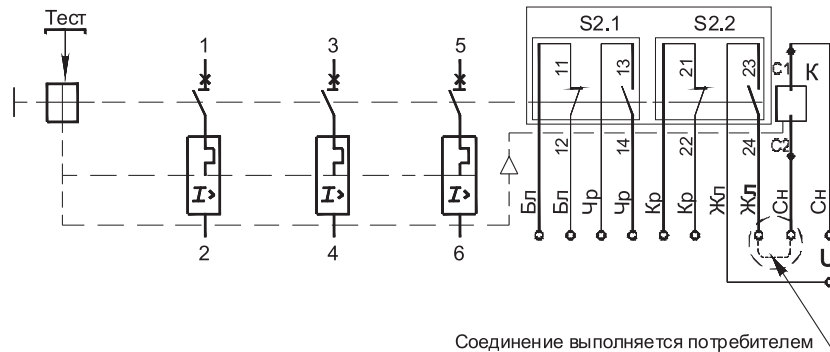 Тест
S2.1
S2.2
1
3
5
11
13
21
23
C1
К
I>
I>
I>
12
14
22
24
C2
Бл
Бл
Чр
Чр
Кр
Кр
Жл
Жл
Сн
Сн
2
4
6
U
Соединение выполняется потребителем